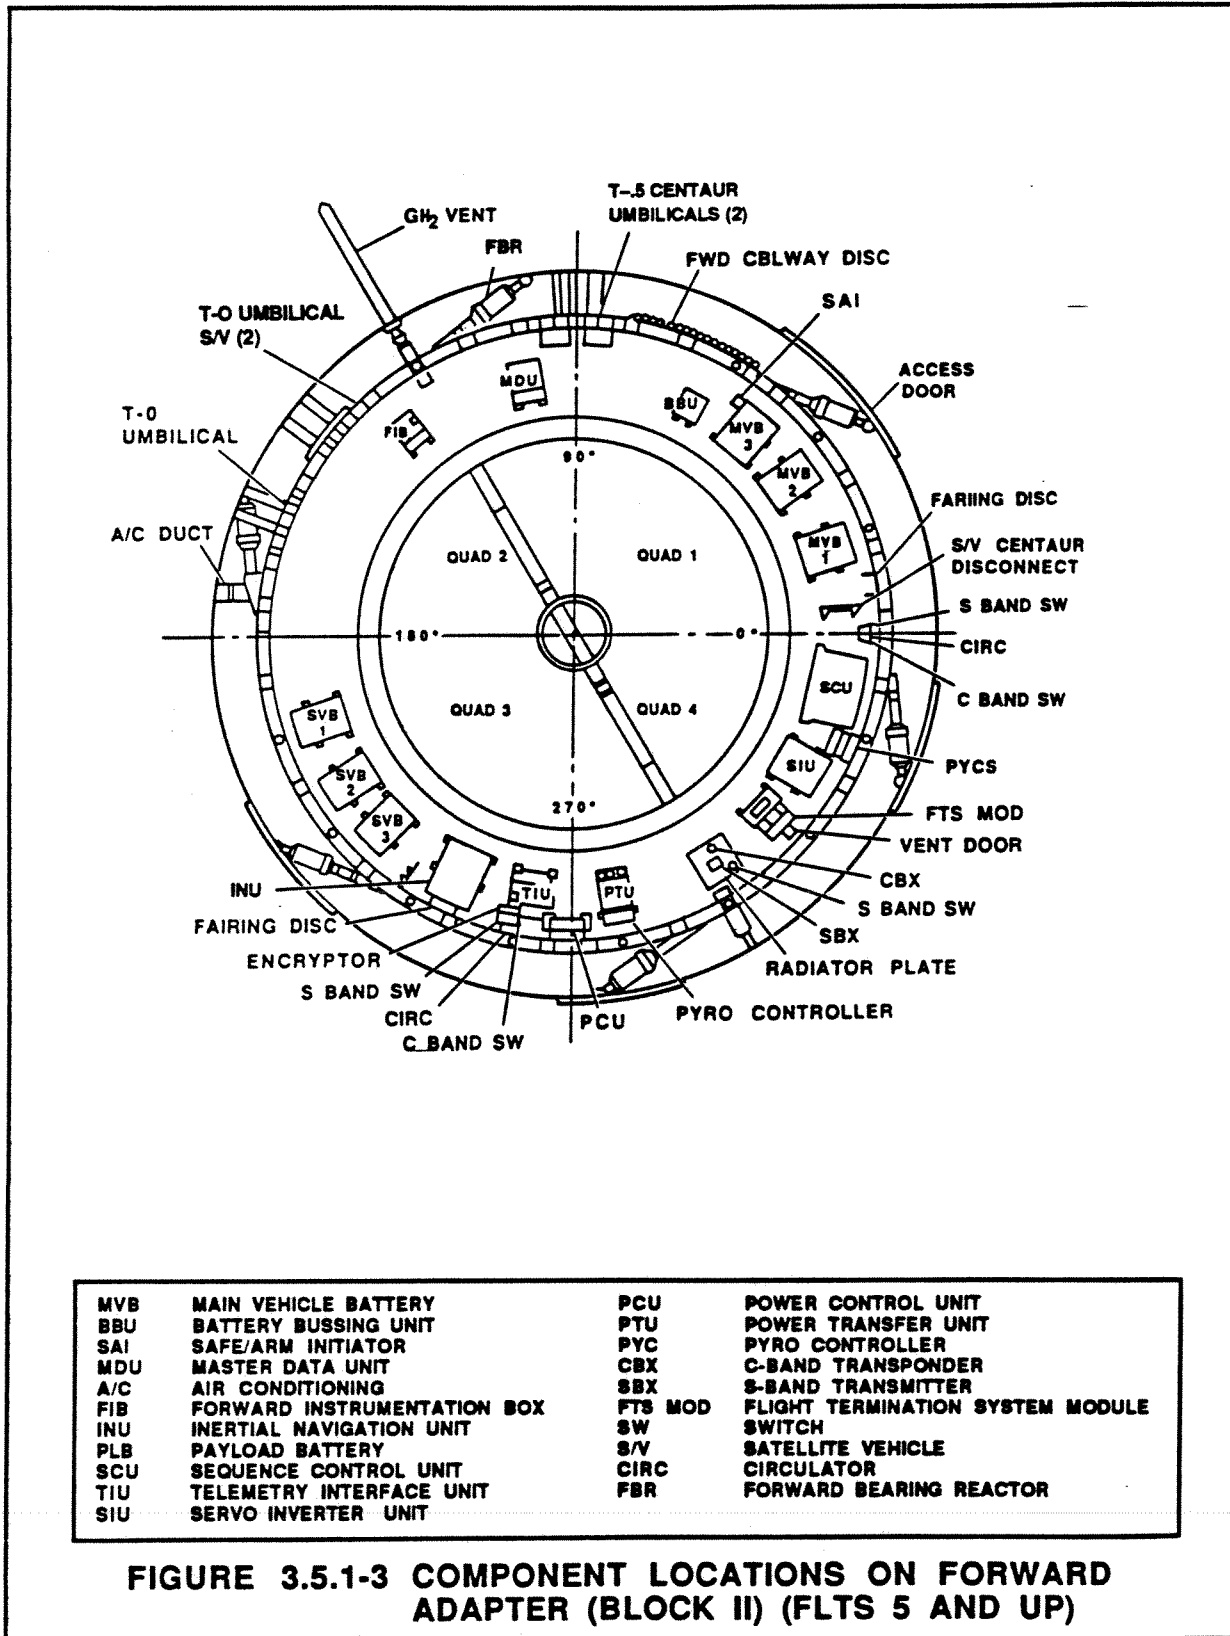 T-.5 CENTAUR
UMBILICALS (2)
GH2 VENT
FBR
FWD CBLWAY DISC
SAI
T-O UMBILICAL
S/V (2)
ACCESS
DOOR
T-0
UMBILICAL
A/C DUCT
MDU
FIB
BBU
MVB
3
MVB
2
MVB
1
FARIING DISC
S/V CENTAUR
DISCONNECT
S BAND SW
CIRC
C BAND SW
90°
QUAD 2
QUAD 1
180°
0°
QUAD 3
QUAD 4
270°
SCU
SIU
PYCS
FTS MOD
VENT DOOR
CBX
S BAND SW
SBX
RADIATOR PLATE
PYRO CONTROLLER
SVB
1
SVB
2
SVB
3
TIU
PTU
INU
FAIRING DISC
ENCRYPTOR
S BAND SW
CIRC
C BAND SW
PCU
MVB MAIN VEHICLE BATTERY
BBU BATTERY BUSSING UNIT
SAI SAFE/ARM INITIATOR
MDU MASTER DATA UNIT
A/C AIR CONDITIONING
FIB FORWARD INSTRUMENTATION BOX
INU INERTIAL NAVIGATION UNIT
PLB PAYLOAD BATTERY
SCU SEQUENCE CONTROL UNIT
TIU TELEMETRY INTERFACE UNIT
SIU SERVO INVERTER UNIT
PCU POWER CONTROL UNIT
PTU POWER TRANSFER UNIT
PYC PYRO CONTROLLER
CBX C-BAND TRANSPONDER
SBX S-BAND TRANSMITTER
FTS MOD FLIGHT TERMINATION SYSTEM MODULE
SW SWITCH
S/V SATELLITE VEHICLE
CIRC CIRCULATOR
FBR FORWARD BEARING REACTOR
FIGURE 3.5.1-3 COMPONENT LOCATIONS ON FORWARD
ADAPTER (BLOCK II) (FLTS 5 AND UP)